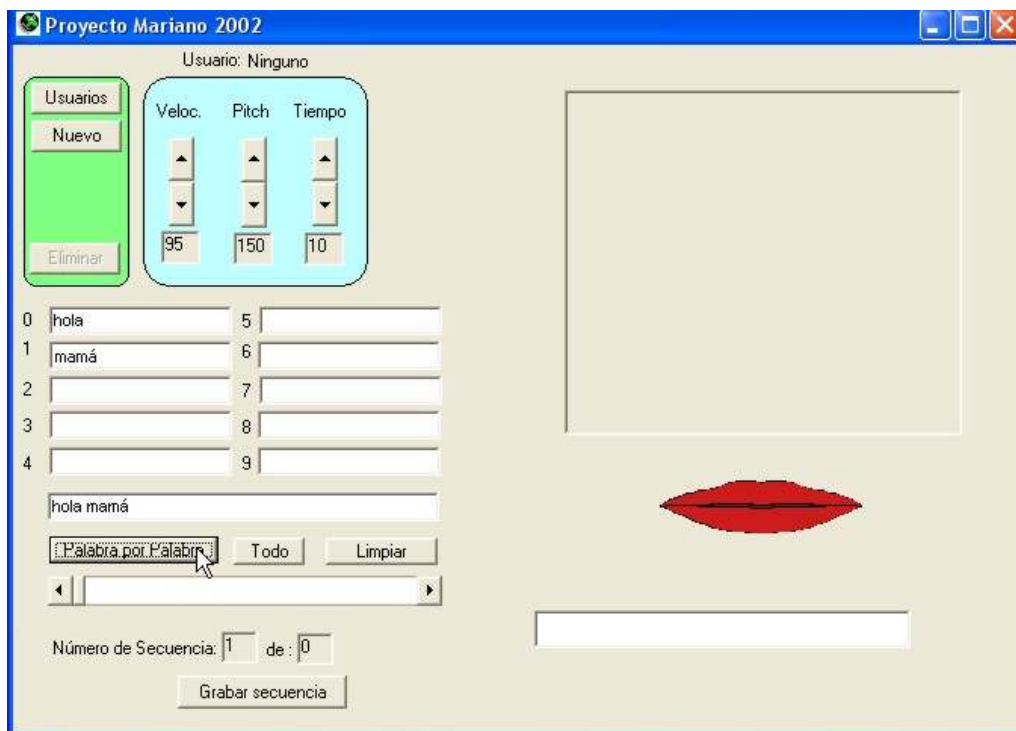 Proyecto Mariano 2002
Usuario: Ninguno
Usuarios
Nuevo
Eliminar
Veloc. Pitch Tiempo
95 150 10
0 hola 5
1 mamá 6
2 7
3 8
4 9
hola mamá
Palabra por Palabra Todo Limpiar
Número de Secuencia: 1 de : 0
Grabar secuencia